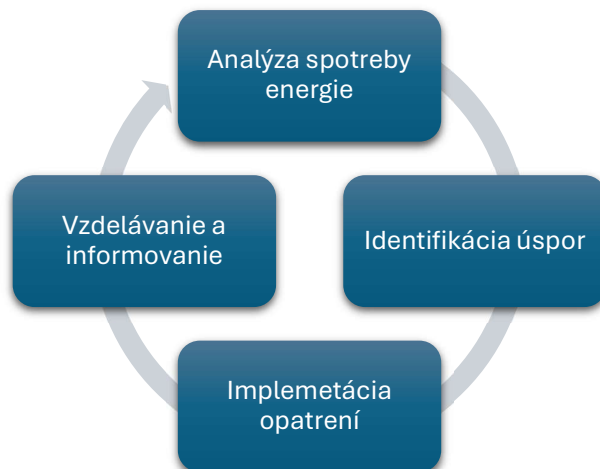 Analýza spotreby
energie
Identifikácia úspor
Implemetácia
opatrení
Vzdelávanie a
informovanie